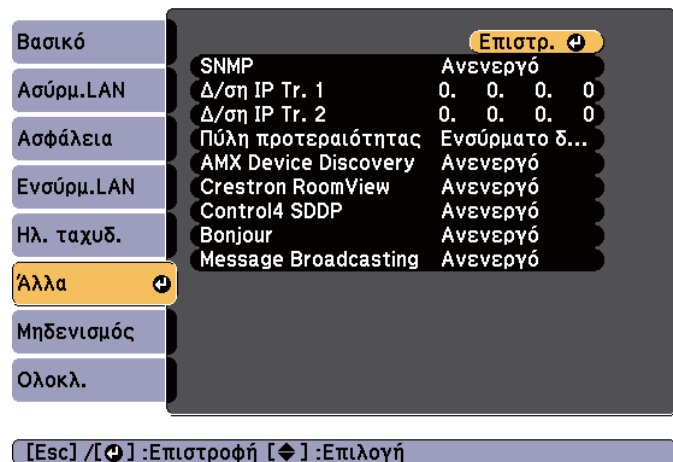 Βασικό
Ασύρμ.LAN
Ασφάλεια
Ενσύρμ.LAN
Ηλ. ταχυδ.
Άλλα
Μηδενισμός
Ολοκλ.
Επιστρ.
SNMP Ανενεργό
Δ/ση IP Tr. 1 0. 0. 0. 0
Δ/ση IP Tr. 2 0. 0. 0. 0
Πύλη προτεραιότητας Ενσύρματο δ...
AMX Device Discovery Ανενεργό
Crestron RoomView Ανενεργό
Control4 SDDP Ανενεργό
Bonjour Ανενεργό
Message Broadcasting Ανενεργό
[Esc] /[⏎] :Επιστροφή [◆] :Επιλογή